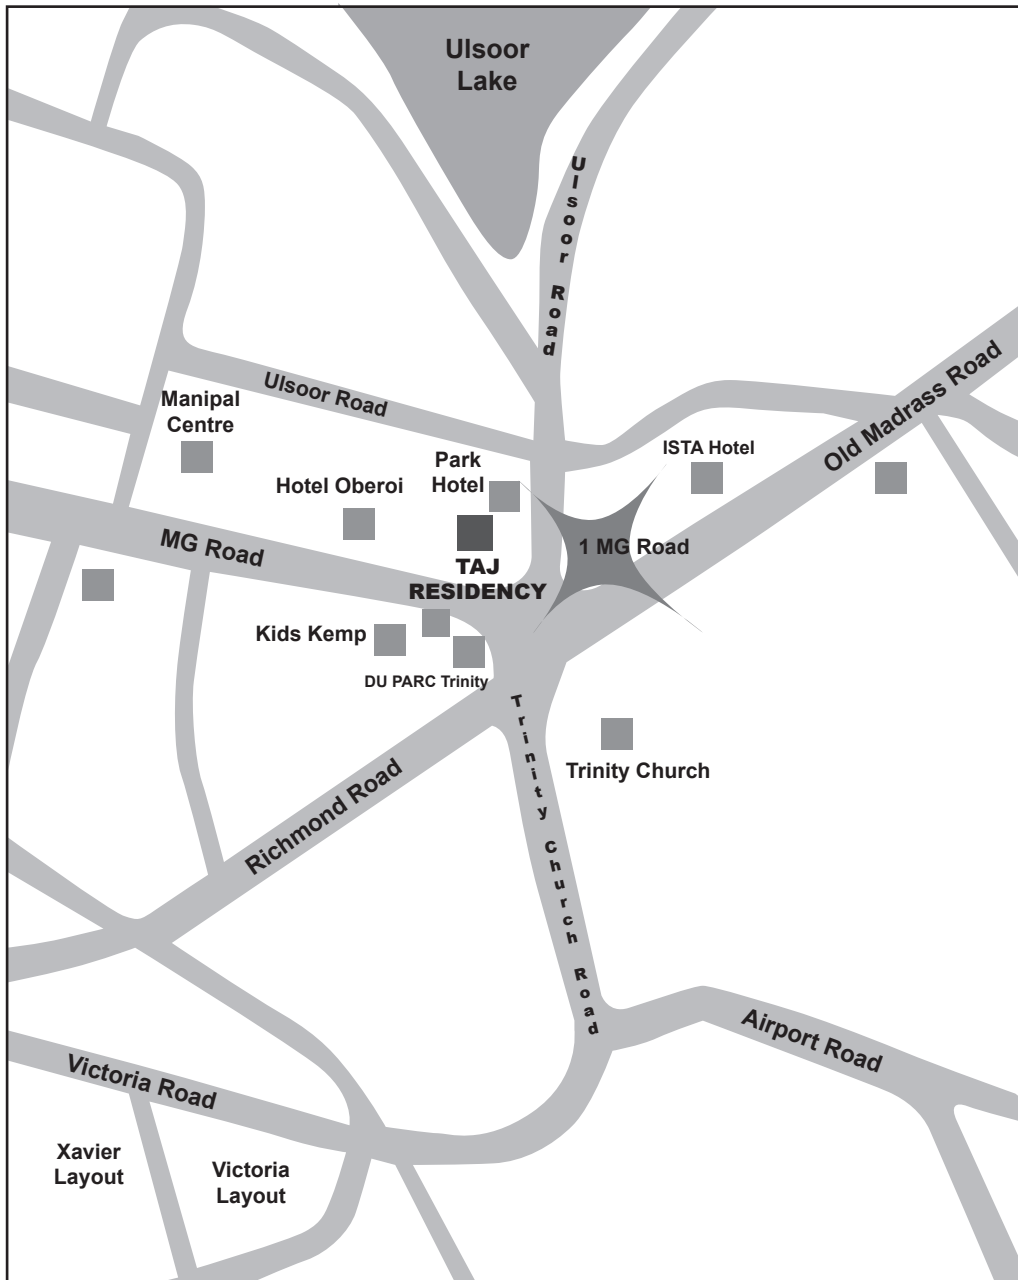 Ulsoor
Lake
Ulsoor Road
Ulsoor Road
Manipal
Centre
Old Madrass Road
ISTA Hotel
Park
Hotel
Hotel Oberoi
MG Road
1 MG Road
TAJ
RESIDENCY
Kids Kemp
DU PARC Trinity
Trinity Church Road
Trinity Church
Richmond Road
Airport Road
Victoria Road
Xavier
Layout
Victoria
Layout